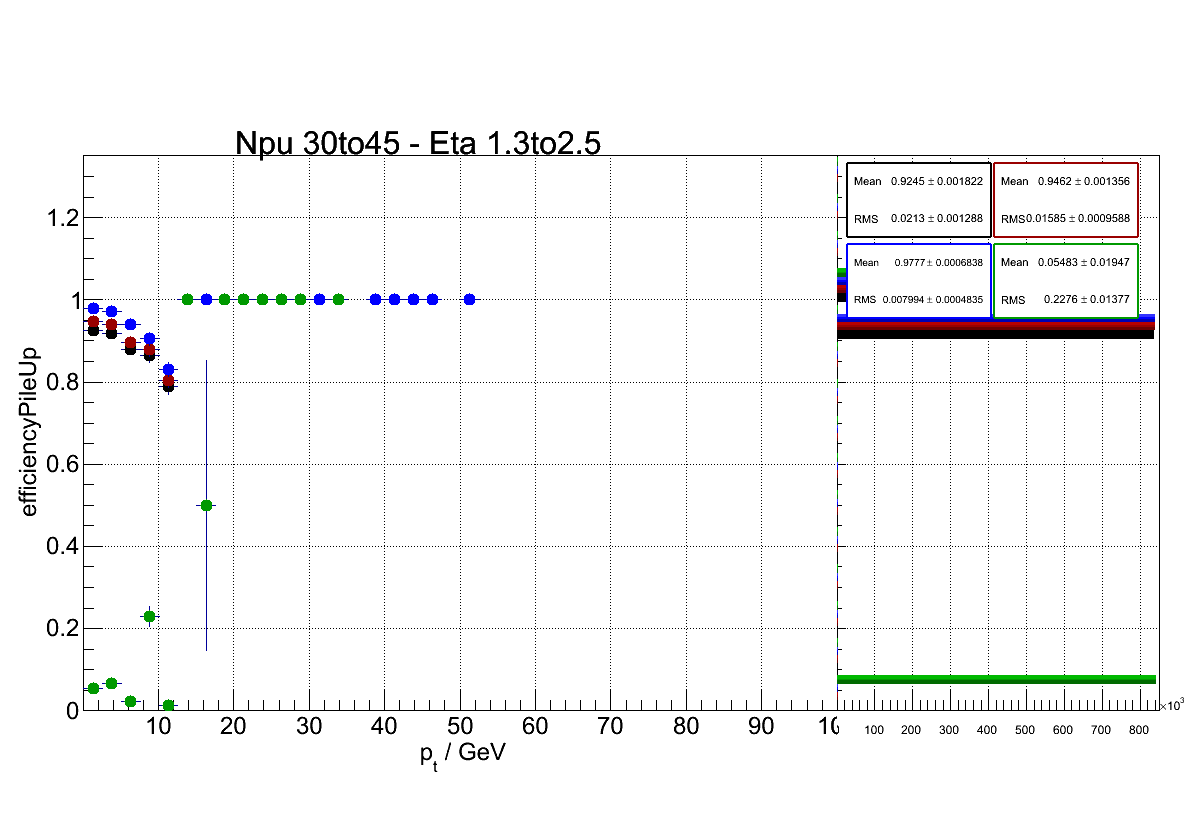 Npu 30to45 - Eta 1.3to2.5
efficiencyPileUp
1.2
1
0.8
0.6
0.4
0.2
0
10 20 30 40 50 60 70 80 90 10
p_t / GeV
Mean 0.9245 ± 0.001822
RMS 0.0213 ± 0.001288
Mean 0.9462 ± 0.001356
RMS 0.01585 ± 0.0009588
Mean 0.9777 ± 0.0006838
RMS 0.007994 ± 0.0004835
Mean 0.05483 ± 0.01947
RMS 0.2276 ± 0.01377
×10³
100 200 300 400 500 600 700 800